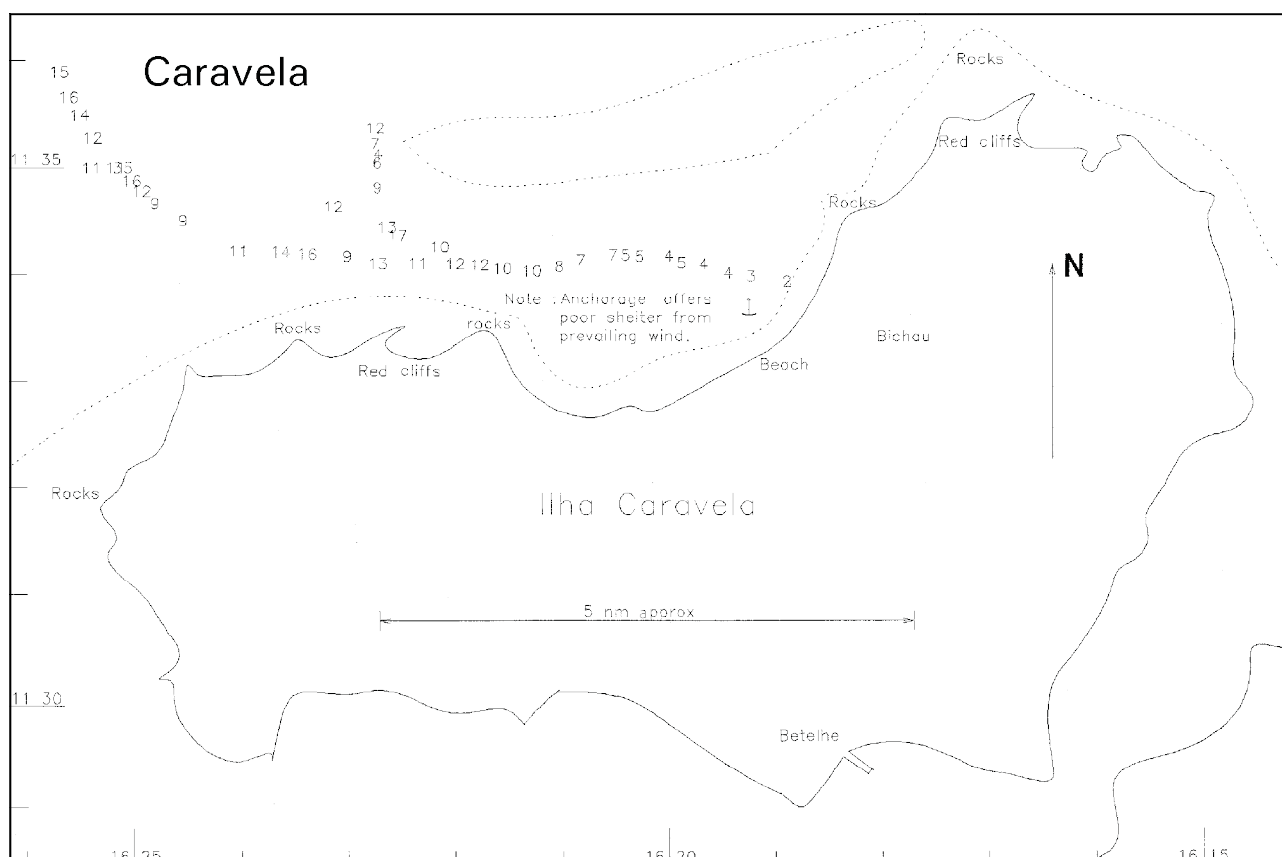 Caravela
15
16
14
12
11 35
11 13 15
16
12
9
9
12
7
4
6
9
12
13
17
10
11 14 16 9 13 11 12 12 10 10 8 7 7 5 6 4 5 4 4 3 2
Rocks
Red cliffs
Rocks
Note : Anchorage offers
poor shelter from
prevailing wind.
Rocks
rocks
Red cliffs
Beach
Bichau
N
Rocks
Ilha Caravela
5 nm approx
11 30
Betelhe
16 25
16 20
16 15